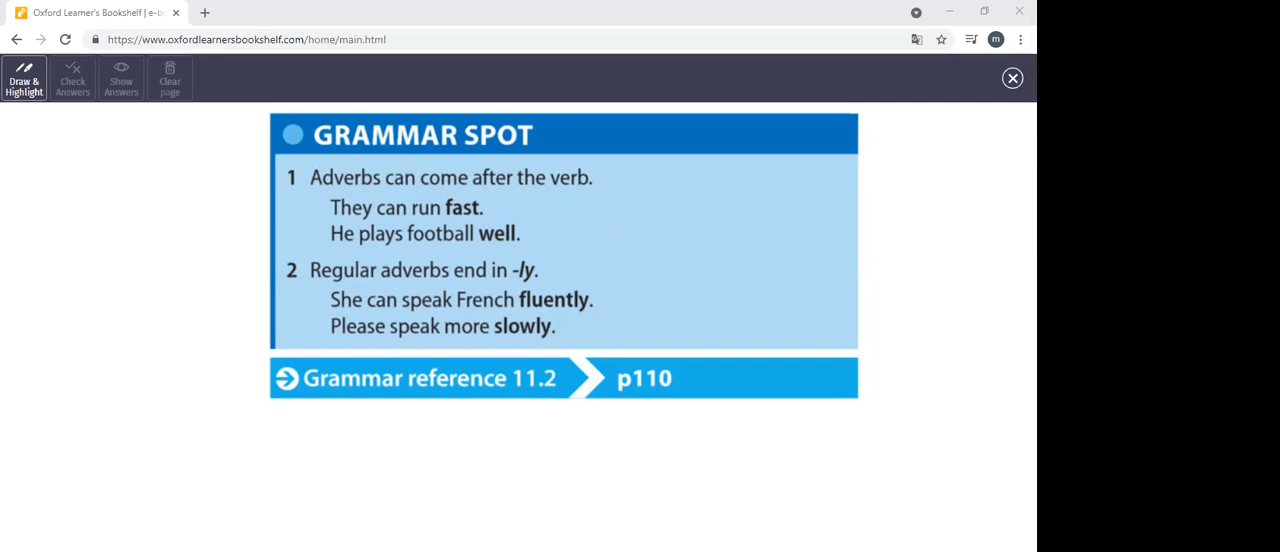 Oxford Learner's Bookshelf | e-b
https://www.oxfordlearnersbookshelf.com/home/main.html
m
Draw & Highlight
Check Answers
Show Answers
Clear page
GRAMMAR SPOT
1 Adverbs can come after the verb.
They can run fast.
He plays football well.
2 Regular adverbs end in -ly.
She can speak French fluently.
Please speak more slowly.
Grammar reference 11.2 p110